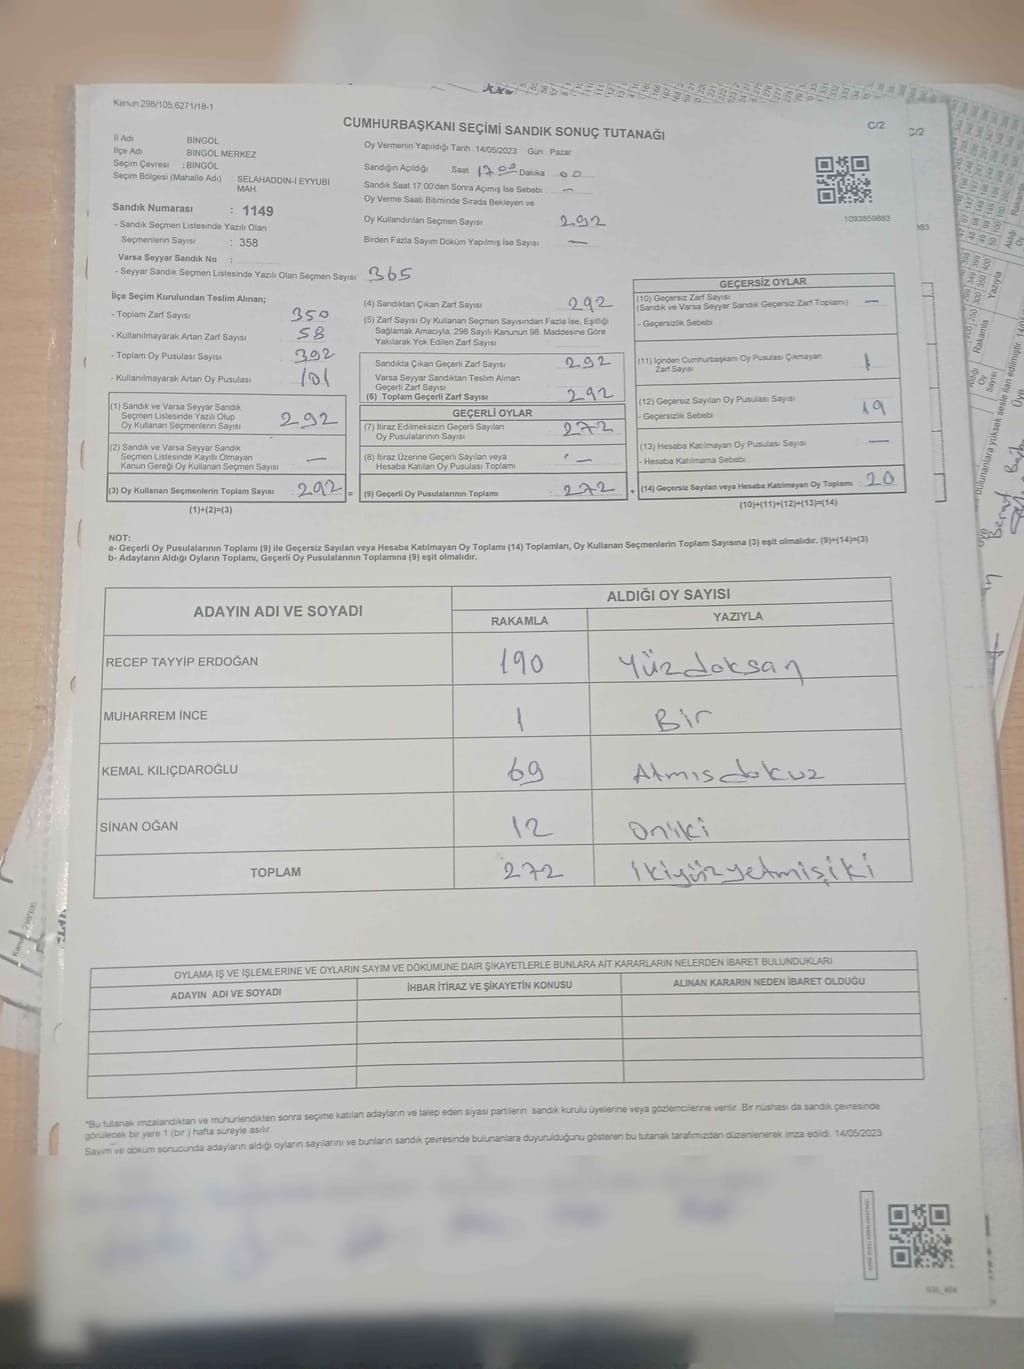 Kanun.298/105,6271/18-1
CUMHURBAŞKANI SEÇİMİ SANDIK SONUÇ TUTANAĞI
C/2
C/2
İl Adı BİNGÖL
İlçe Adı BİNGÖL MERKEZ
Seçim Çevresi : BİNGÖL
Seçim Bölgesi (Mahalle Adı) SELAHADDİN-İ EYYUBİ MAH
Sandık Numarası : 1149
- Sandık Seçmen Listesinde Yazılı Olan
Seçmenlerin Sayısı : 358
Varsa Seyyar Sandık No :
- Seyyar Sandık Seçmen Listesinde Yazılı Olan Seçmen Sayısı 365
Oy Vermenin Yapıldığı Tarih 14/05/2023 Gün : Pazar
Sandığın Açıldığı Saat 17 00 Dakika 00
Sandık Saat 17:00'den Sonra Açımış İse Sebebi –
Oy Verme Saati Bitiminde Sırada Bekleyen ve
Oy Kullandırılan Seçmen Sayısı 292
Birden Fazla Sayım Döküm Yapılmış İse Sayısı —
1093859883
983
İlçe Seçim Kurulundan Teslim Alınan;
- Toplam Zarf Sayısı 350
- Kullanılmayarak Artan Zarf Sayısı 58
- Toplam Oy Pusulası Sayısı 392
- Kullanılmayarak Artan Oy Pusulası 101
(1) Sandık ve Varsa Seyyar Sandık
Seçmen Listesinde Yazılı Olup
Oy Kullanan Seçmenlerin Sayısı 292
(2) Sandık ve Varsa Seyyar Sandık
Seçmen Listesinde Kayıtlı Olmayan
Kanun Gereği Oy Kullanan Seçmen Sayısı —
(3) Oy Kullanan Seçmenlerin Toplam Sayısı : 292 =
(1)+(2)=(3)
(4) Sandıktan Çıkan Zarf Sayısı 292
(5) Zarf Sayısı Oy Kullanan Seçmen Sayısından Fazla İse, Eşitliği
Sağlamak Amacıyla; 298 Sayılı Kanunun 98. Maddesine Göre
Yakılarak Yok Edilen Zarf Sayısı
Sandıkta Çıkan Geçerli Zarf Sayısı 292
Varsa Seyyar Sandıktan Teslim Alınan
Geçerli Zarf Sayısı
(6) Toplam Geçerli Zarf Sayısı 292
GEÇERLİ OYLAR
(7) İtiraz Edilmeksizin Geçerli Sayılan
Oy Pusulalarının Sayısı 272
(8) İtiraz Üzerine Geçerli Sayılan veya
Hesaba Katılan Oy Pusulası Toplamı —
(9) Geçerli Oy Pusulalarının Toplamı 272 +
GEÇERSİZ OYLAR
(10) Geçersiz Zarf Sayısı
(Sandık ve Varsa Seyyar Sandık Geçersiz Zarf Toplamı) —
- Geçersizlik Sebebi
(11) İçinden Cumhurbaşkanı Oy Pusulası Çıkmayan
Zarf Sayısı 1
(12) Geçersiz Sayılan Oy Pusulası Sayısı
- Geçersizlik Sebebi 19
(13) Hesaba Katılmayan Oy Pusulası Sayısı —
- Hesaba Katılmama Sebebi
(14) Geçersiz Sayılan veya Hesaba Katılmayan Oy Toplamı : 20
(10)+(11)+(12)+(13)=(14)
NOT:
a- Geçerli Oy Pusulalarının Toplamı (9) ile Geçersiz Sayılan veya Hesaba Katılmayan Oy Toplamı (14) Toplamları, Oy Kullanan Seçmenlerin Toplam Sayısına (3) eşit olmalıdır. (9)+(14)=(3)
b- Adayların Aldığı Oyların Toplamı, Geçerli Oy Pusulalarının Toplamına (9) eşit olmalıdır.
ADAYIN ADI VE SOYADI ALDIĞI OY SAYISI
RAKAMLA YAZIYLA
RECEP TAYYİP ERDOĞAN 190 Yüzdoksan
MUHARREM İNCE 1 Bir
KEMAL KILIÇDAROĞLU 69 Atmısdokuz
SİNAN OĞAN 12 Oniki
TOPLAM 272 ikiyüzyetmişiki
OYLAMA İŞ VE İŞLEMLERİNE VE OYLARIN SAYIM VE DÖKÜMÜNE DAİR ŞİKAYETLERLE BUNLARA AİT KARARLARIN NELERDEN İBARET BULUNDUKLARI
ADAYIN ADI VE SOYADI İHBAR İTİRAZ VE ŞİKAYETİN KONUSU ALINAN KARARIN NEDEN İBARET OLDUĞU
*Bu tutanak imzalandıktan ve mühürlendikten sonra seçime katılan adayların ve talep eden siyasi partilerin sandık kurulu üyelerine veya gözlemcilerine verilir. Bir nüshası da sandık çevresinde
görülecek bir yere 1 (bir) hafta süreyle asılır.
Sayım ve döküm sonucunda adayların aldığı oyların sayılarını ve bunların sandık çevresinde bulunanlara duyurulduğunu gösteren bu tutanak tarafımızdan düzenlenerek imza edildi. 14/05/2023